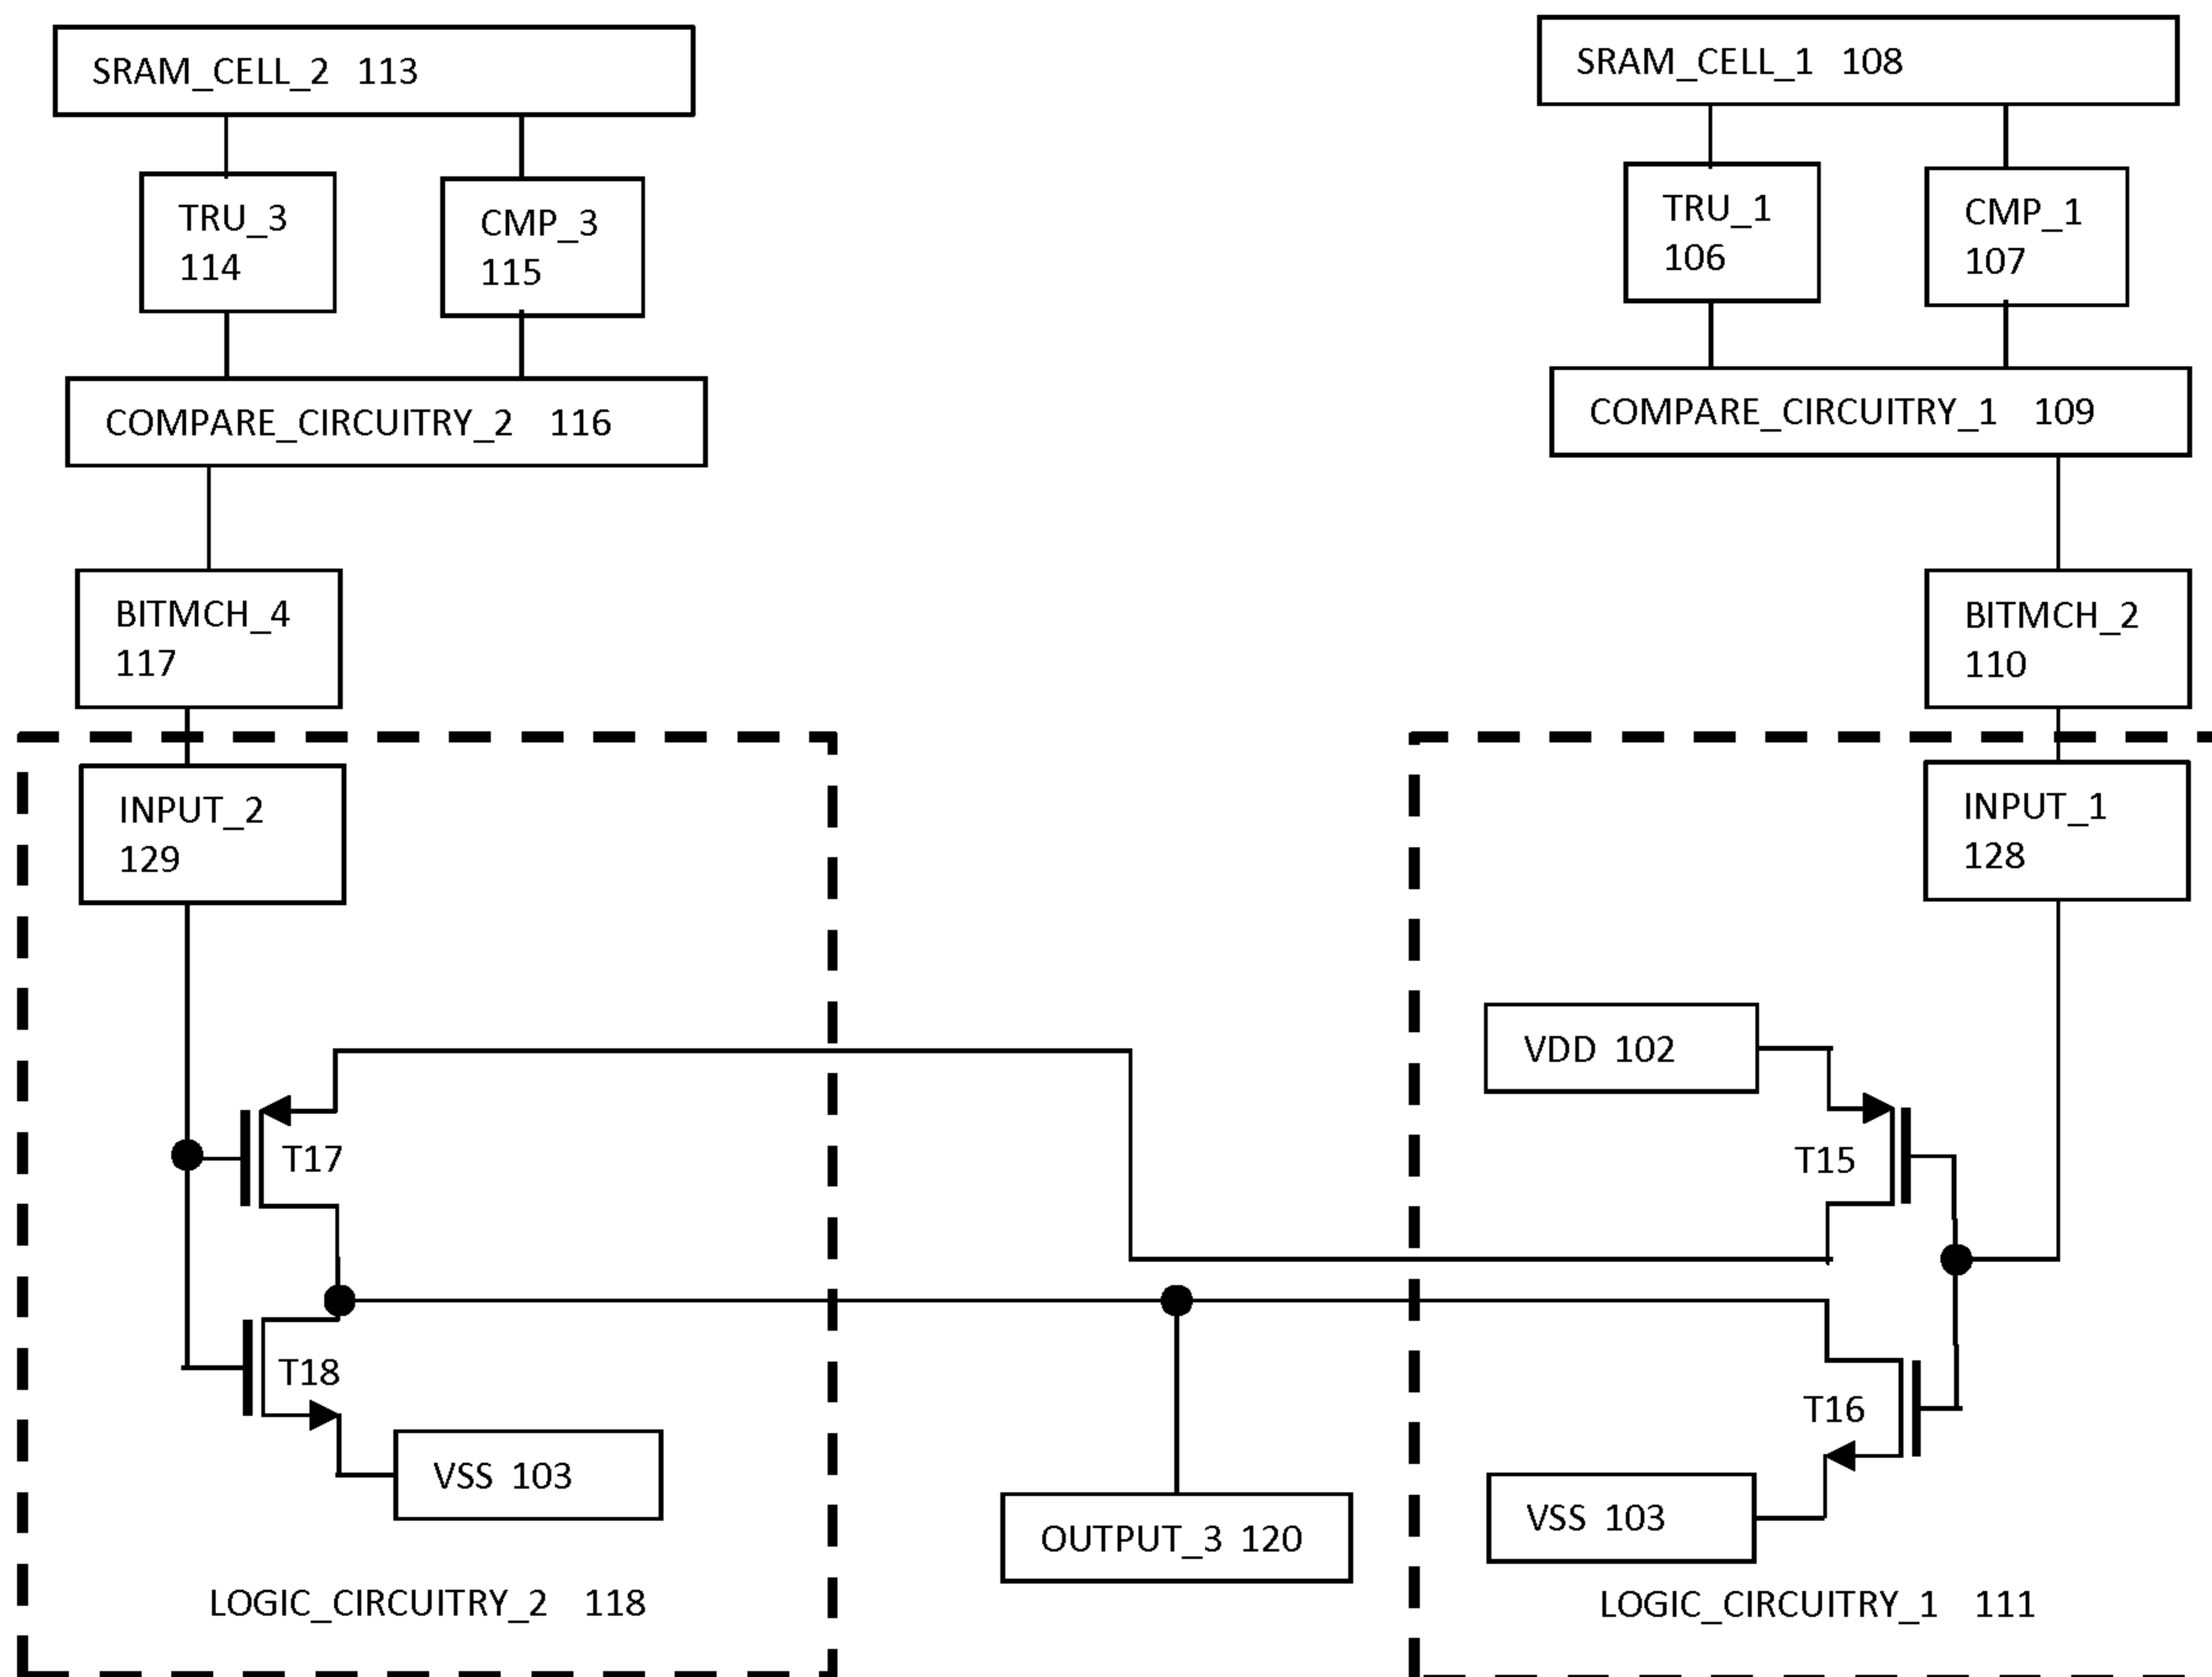 SRAM_CELL_2 113
SRAM_CELL_1 108
TRU_3
114
CMP_3
115
TRU_1
106
CMP_1
107
COMPARE_CIRCUITRY_2 116
COMPARE_CIRCUITRY_1 109
BITMCH_4
117
BITMCH_2
110
INPUT_2
129
INPUT_1
128
VDD 102
T17
T15
T18
T16
VSS 103
VSS 103
OUTPUT_3 120
LOGIC_CIRCUITRY_2 118
LOGIC_CIRCUITRY_1 111